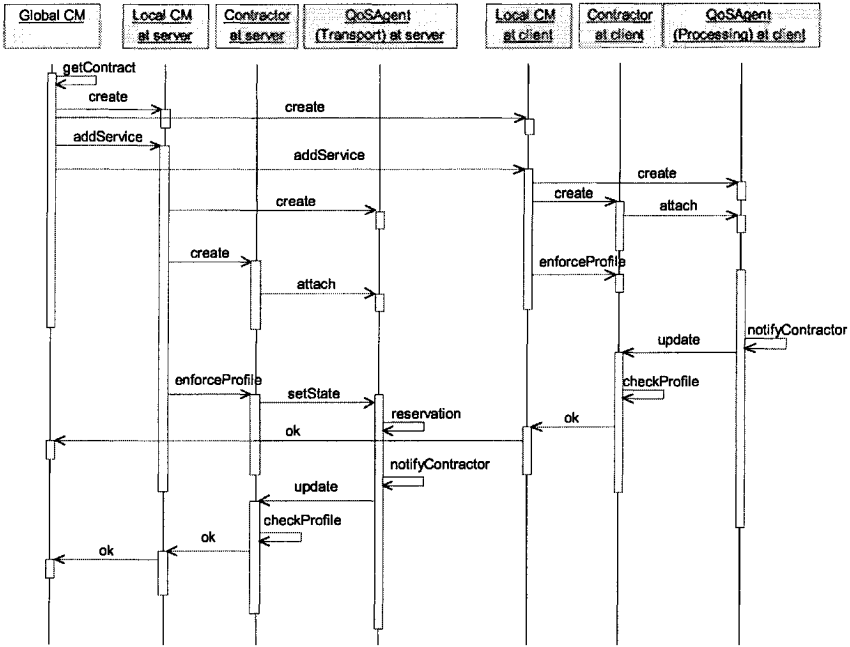 Global CM
Local CM
at server
Contractor
at server
QoSAgent
(Transport) at server
Local CM
at client
Contractor
at client
QoSAgent
(Processing) at client
getContract
create
create
addService
addService
create
create
attach
create
create
enforceProfile
attach
notifyContractor
update
enforceProfile
setState
checkProfile
reservation
ok
ok
notifyContractor
update
checkProfile
ok
ok